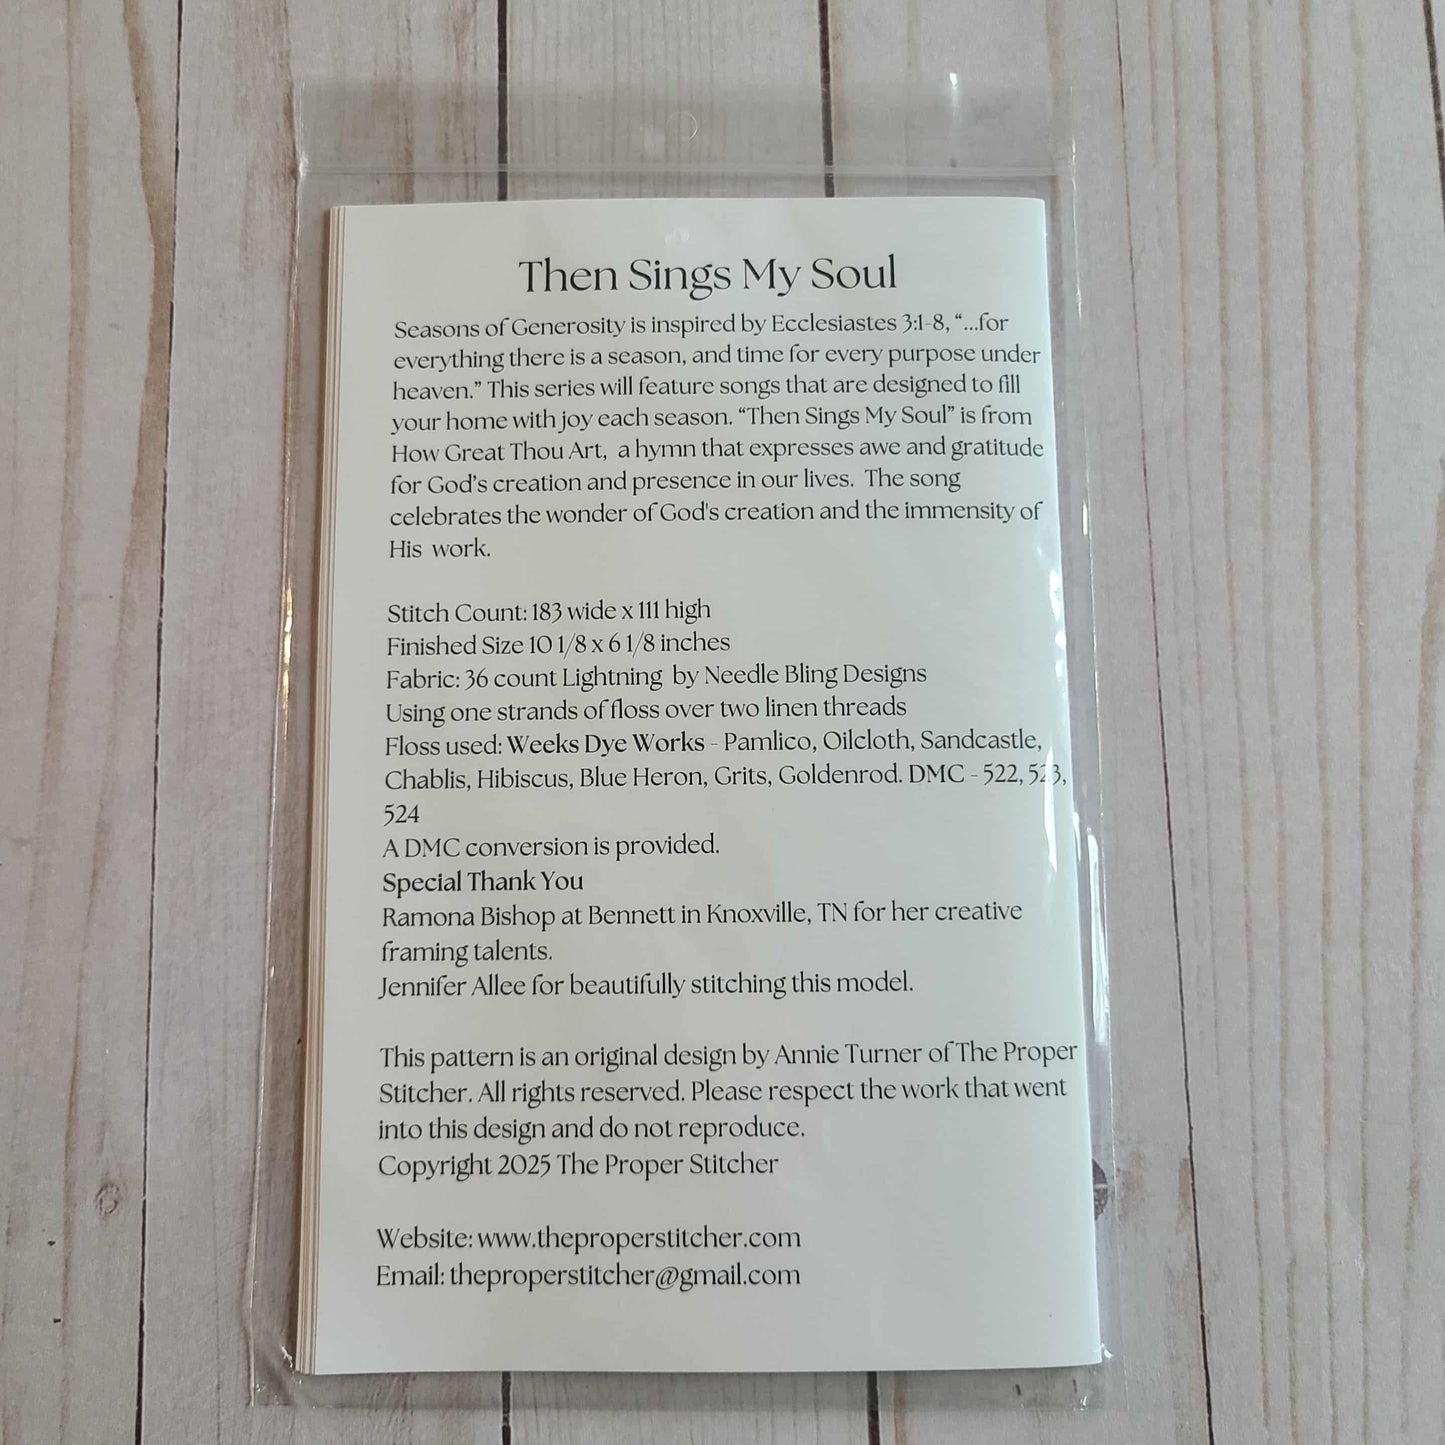 Then Sings My Soul
Seasons of Generosity is inspired by Ecclesiastes 3:1-8, “...for
everything there is a season, and time for every purpose under
heaven.” This series will feature songs that are designed to fill
your home with joy each season. “Then Sings My Soul” is from
How Great Thou Art, a hymn that expresses awe and gratitude
for God’s creation and presence in our lives. The song
celebrates the wonder of God's creation and the immensity of
His work.
Stitch Count: 183 wide x 111 high
Finished Size 10 1/8 x 6 1/8 inches
Fabric: 36 count Lightning by Needle Bling Designs
Using one strands of floss over two linen threads
Floss used: Weeks Dye Works - Pamlico, Oilcloth, Sandcastle,
Chablis, Hibiscus, Blue Heron, Grits, Goldenrod. DMC - 522, 523,
524
A DMC conversion is provided.
Special Thank You
Ramona Bishop at Bennett in Knoxville, TN for her creative
framing talents.
Jennifer Allee for beautifully stitching this model.
This pattern is an original design by Annie Turner of The Proper
Stitcher. All rights reserved. Please respect the work that went
into this design and do not reproduce.
Copyright 2025 The Proper Stitcher
Website: www.theproperstitcher.com
Email: theproperstitcher@gmail.com